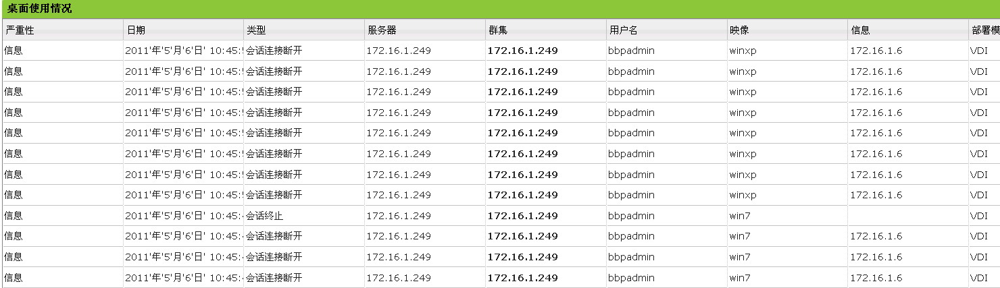 桌面使用情况
严重性 日期 类型 服务器 群集 用户名 映像 信息 部署模
信息 2011'年'5'月'6'日' 10:45: 会话连接断开 172.16.1.249 172.16.1.249 bbpadmin winxp 172.16.1.6 VDI
信息 2011'年'5'月'6'日' 10:45: 会话连接断开 172.16.1.249 172.16.1.249 bbpadmin winxp 172.16.1.6 VDI
信息 2011'年'5'月'6'日' 10:45: 会话连接断开 172.16.1.249 172.16.1.249 bbpadmin winxp 172.16.1.6 VDI
信息 2011'年'5'月'6'日' 10:45: 会话连接断开 172.16.1.249 172.16.1.249 bbpadmin winxp 172.16.1.6 VDI
信息 2011'年'5'月'6'日' 10:45: 会话连接断开 172.16.1.249 172.16.1.249 bbpadmin winxp 172.16.1.6 VDI
信息 2011'年'5'月'6'日' 10:45: 会话连接断开 172.16.1.249 172.16.1.249 bbpadmin winxp 172.16.1.6 VDI
信息 2011'年'5'月'6'日' 10:45: 会话连接断开 172.16.1.249 172.16.1.249 bbpadmin winxp 172.16.1.6 VDI
信息 2011'年'5'月'6'日' 10:45: 会话连接断开 172.16.1.249 172.16.1.249 bbpadmin winxp 172.16.1.6 VDI
信息 2011'年'5'月'6'日' 10:45: 会话终止 172.16.1.249 172.16.1.249 bbpadmin win7 VDI
信息 2011'年'5'月'6'日' 10:45: 会话连接断开 172.16.1.249 172.16.1.249 bbpadmin win7 172.16.1.6 VDI
信息 2011'年'5'月'6'日' 10:45: 会话连接断开 172.16.1.249 172.16.1.249 bbpadmin win7 172.16.1.6 VDI
信息 2011'年'5'月'6'日' 10:45: 会话连接断开 172.16.1.249 172.16.1.249 bbpadmin win7 172.16.1.6 VDI